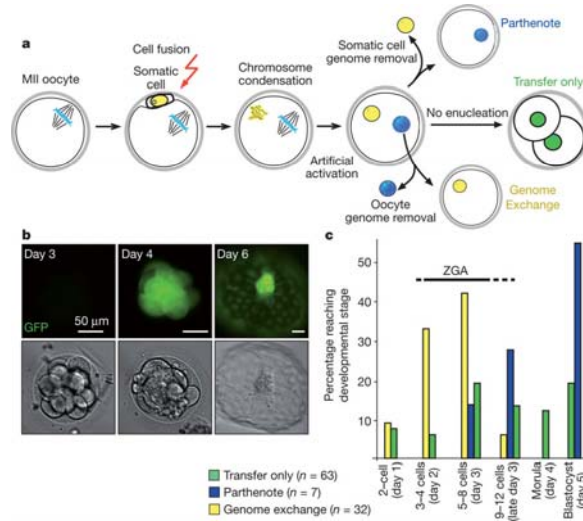 a
Cell fusion
MII oocyte
Somatic
cell
Chromosome
condensation
Somatic cell
genome removal
Parthenote
No enucleation
Transfer only
Artificial
activation
Oocyte
genome removal
Genome
Exchange
b
Day 3
Day 4
Day 6
GFP
50 μm
c
Percentage reaching
developmental stage
50
40
30
20
10
ZGA
2-cell
(day 1)
3–4 cells
(day 2)
5–8 cells
(day 3)
9–12 cells
(late day 3)
Morula
(day 4)
Blastocyst
(day 5)
Transfer only (n = 63)
Parthenote (n = 7)
Genome exchange (n = 32)